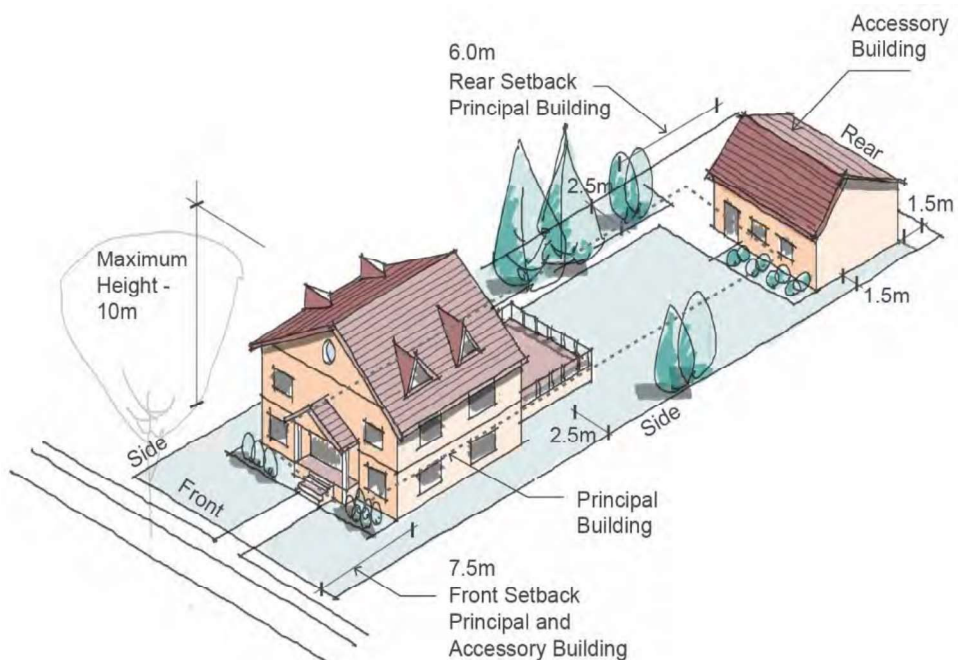 Accessory
Building
6.0m
Rear Setback
Principal Building
Rear
2.5m
1.5m
Maximum
Height -
10m
1.5m
Side
2.5m
Side
Front
Principal
Building
7.5m
Front Setback
Principal and
Accessory Building